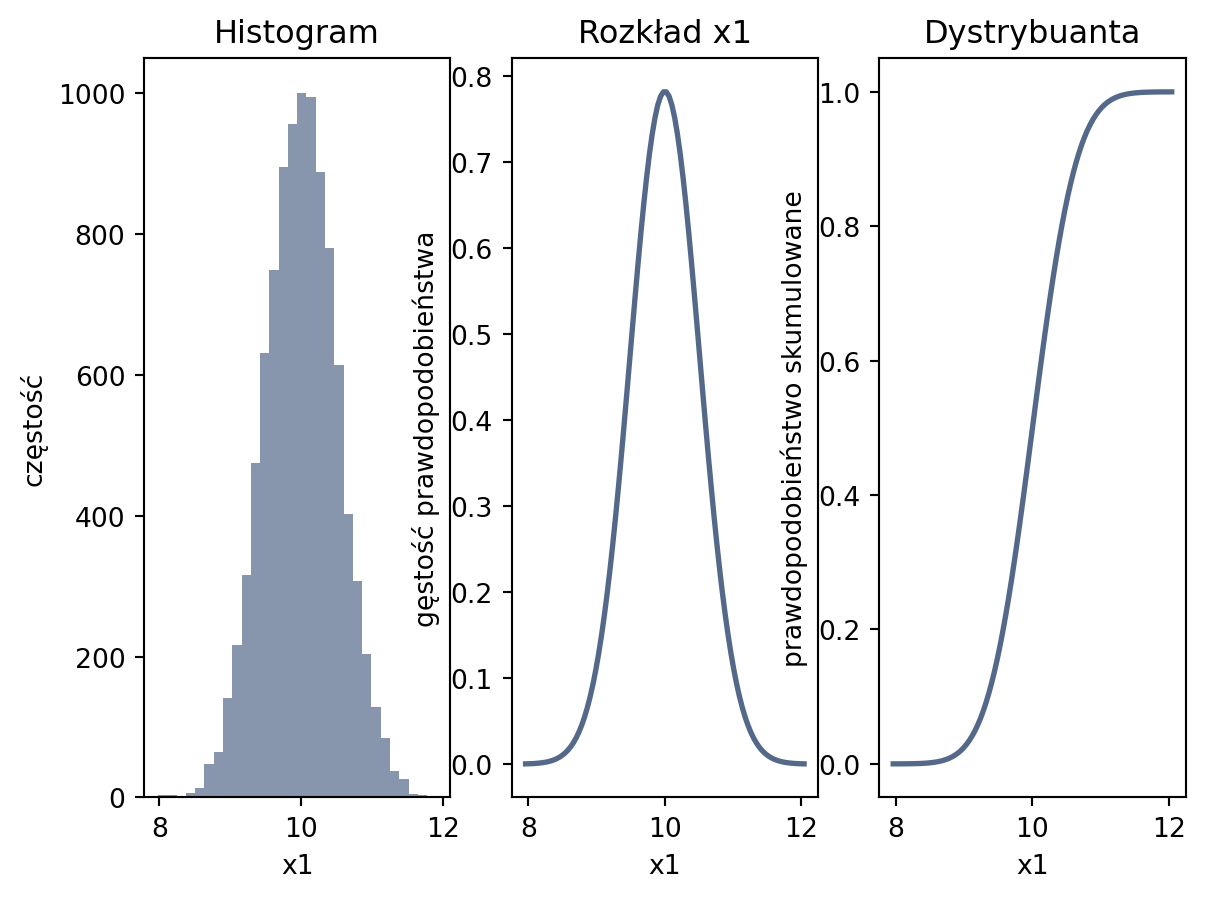 Histogram
częstość
1000
800
600
400
200
0
8 10 12
x1
Rozkład x1
gęstość prawdopodobieństwa
0.8
0.7
0.6
0.5
0.4
0.3
0.2
0.1
0.0
8 10 12
x1
Dystrybuanta
prawdopodobieństwo skumulowane
1.0
0.8
0.6
0.4
0.2
0.0
8 10 12
x1